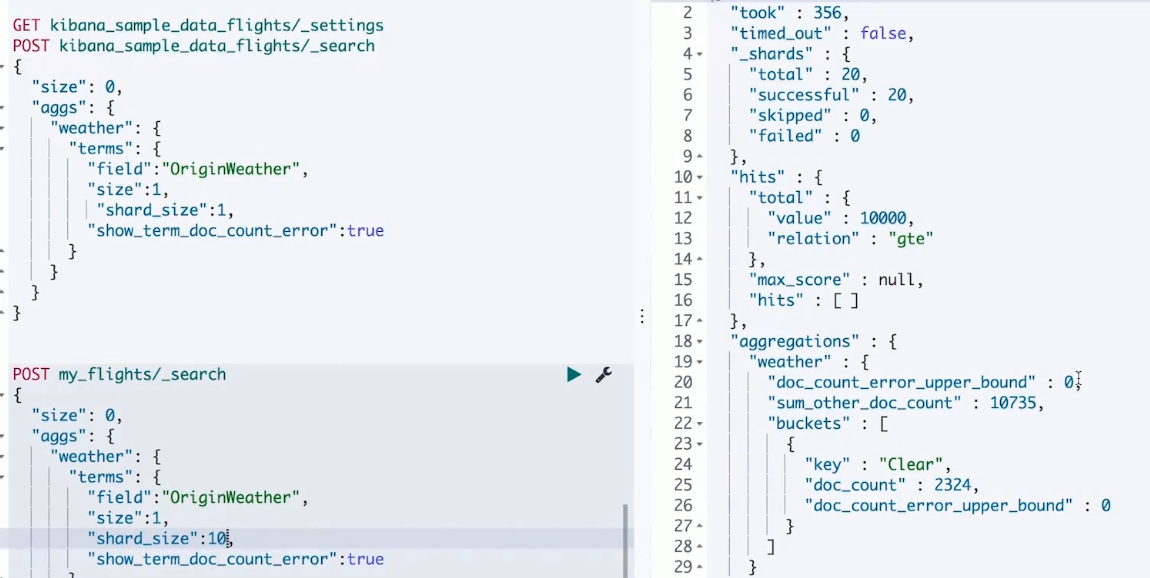 GET kibana_sample_data_flights/_settings
POST kibana_sample_data_flights/_search
{
"size": 0,
"aggs": {
"weather": {
"terms": {
"field":"OriginWeather",
"size":1,
"shard_size":1,
"show_term_doc_count_error":true
}
}
}
}
POST my_flights/_search
{
"size": 0,
"aggs": {
"weather": {
"terms": {
"field":"OriginWeather",
"size":1,
"shard_size":10,
"show_term_doc_count_error":true
}
2 "took" : 356,
3 "timed_out" : false,
4 "_shards" : {
5 "total" : 20,
6 "successful" : 20,
7 "skipped" : 0,
8 "failed" : 0
9 },
10 "hits" : {
11 "total" : {
12 "value" : 10000,
13 "relation" : "gte"
14 },
15 "max_score" : null,
16 "hits" : [ ]
17 },
18 "aggregations" : {
19 "weather" : {
20 "doc_count_error_upper_bound" : 0,
21 "sum_other_doc_count" : 10735,
22 "buckets" : [
23 {
24 "key" : "Clear",
25 "doc_count" : 2324,
26 "doc_count_error_upper_bound" : 0
27 }
28 ]
29 }